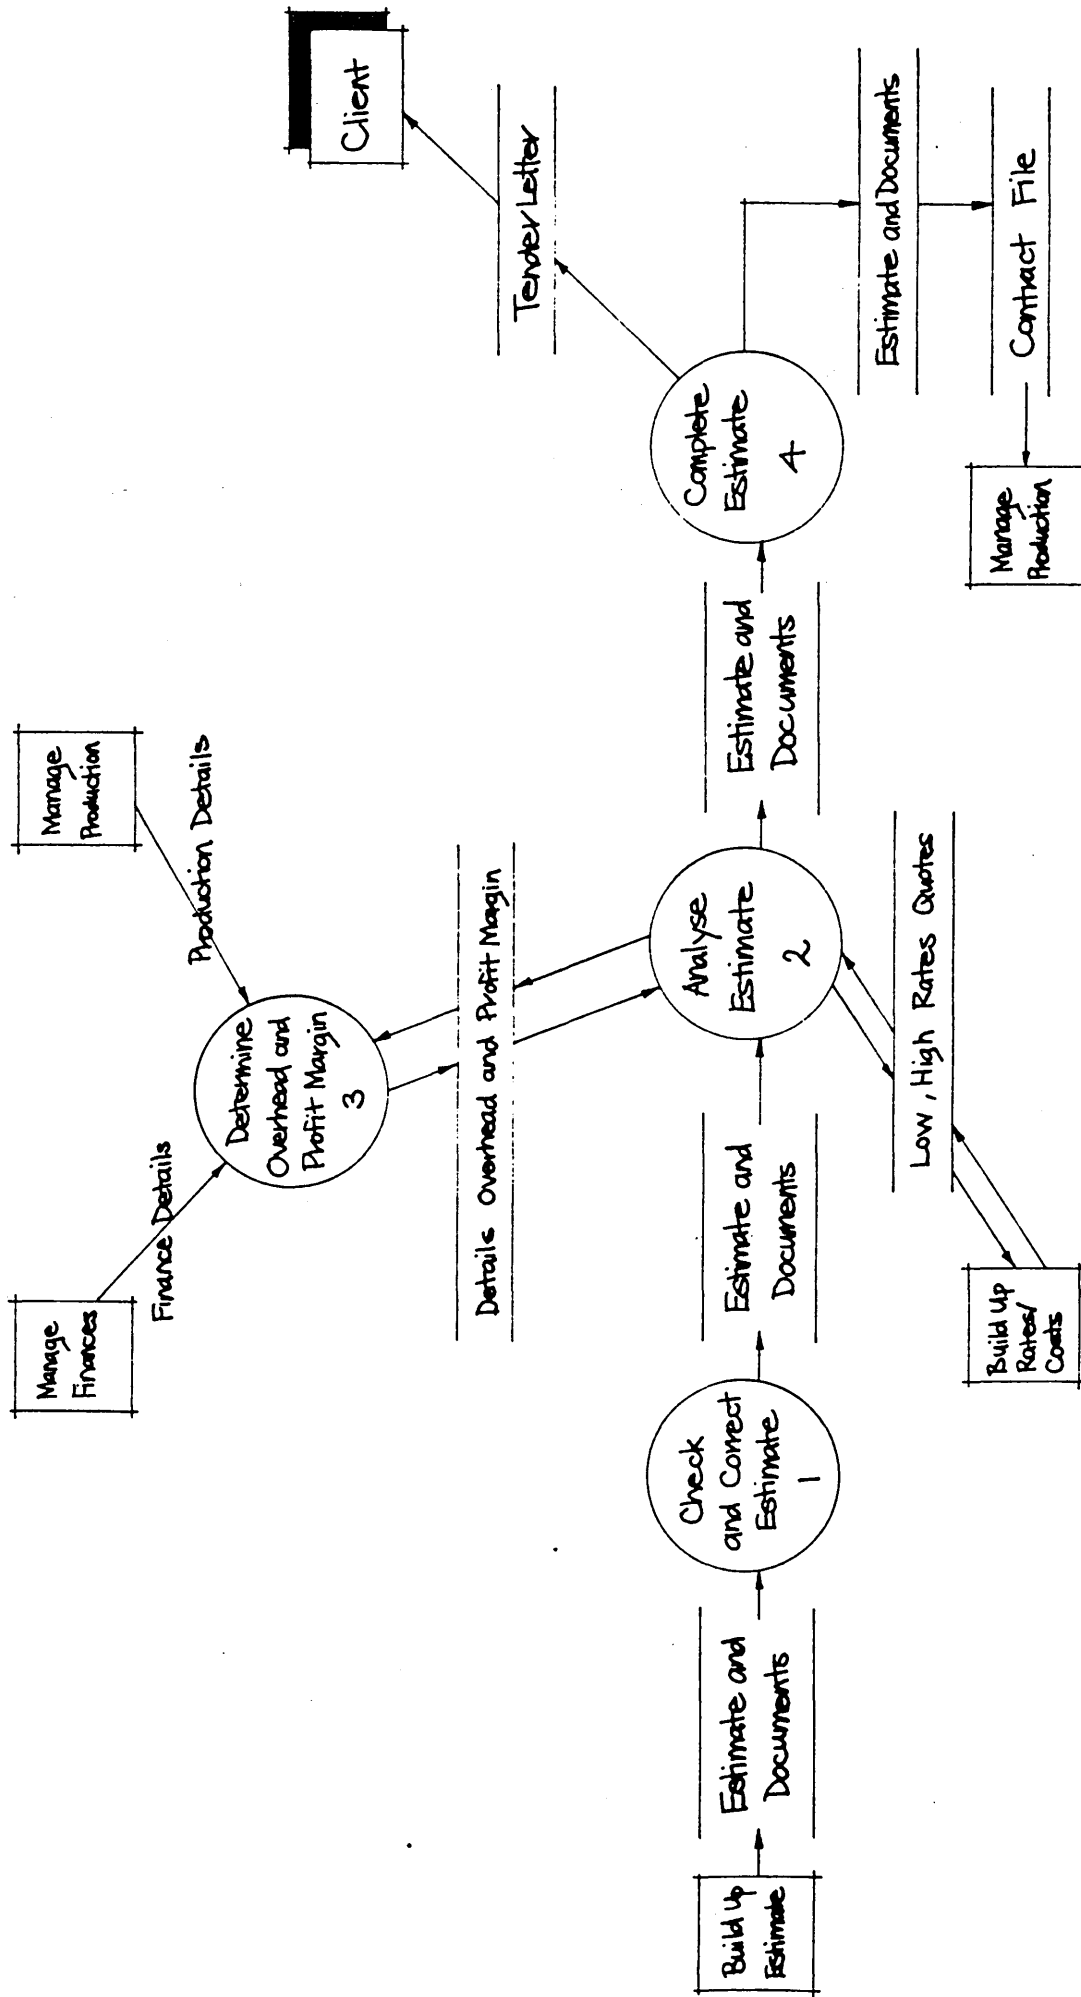 Manage
Finances
Finance Details
Manage
Production
Production Details
Determine
Overhead and
Profit Margin
3
Client
Details Overhead and Profit Margin
Tender Letter
Build Up
Estimate
Estimate and
Documents
Check
and Correct
Estimate
1
Estimate and
Documents
Analyse
Estimate
2
Estimate and
Documents
Complete
Estimate
4
Low, High Rates Quotes
Estimate and Documents
Build Up
Rates/
Costs
Manage
Production
Contract File